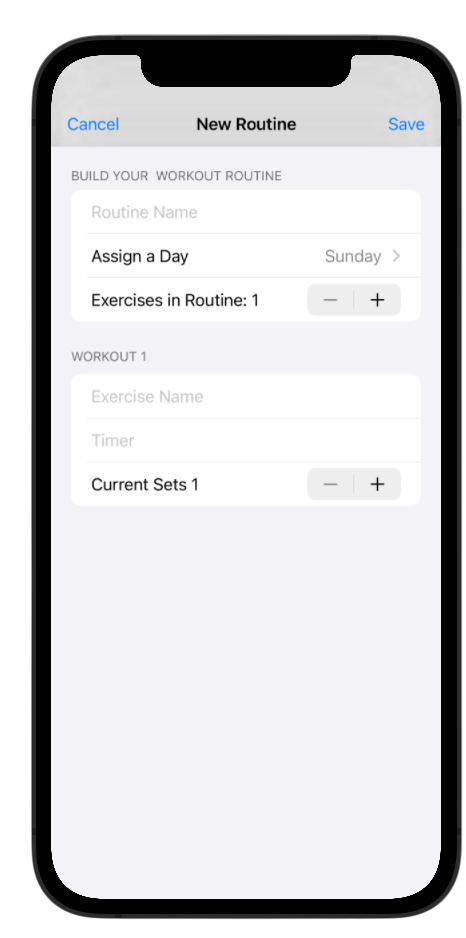 Cancel New Routine Save
BUILD YOUR WORKOUT ROUTINE
Routine Name
Assign a Day Sunday
Exercises in Routine: 1 − +
WORKOUT 1
Exercise Name
Timer
Current Sets 1 − +